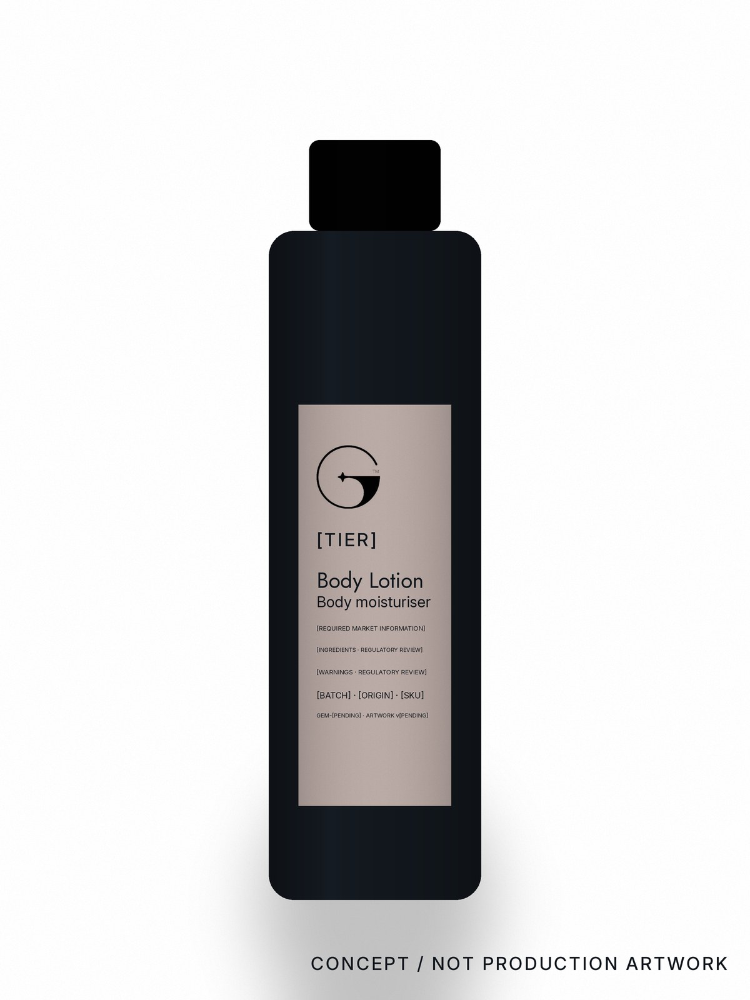 TM
[TIER]
Body Lotion
Body moisturiser
[REQUIRED MARKET INFORMATION]
[INGREDIENTS · REGULATORY REVIEW]
[WARNINGS · REGULATORY REVIEW]
[BATCH] · [ORIGIN] · [SKU]
GEM-[PENDING] · ARTWORK v[PENDING]
CONCEPT / NOT PRODUCTION ARTWORK